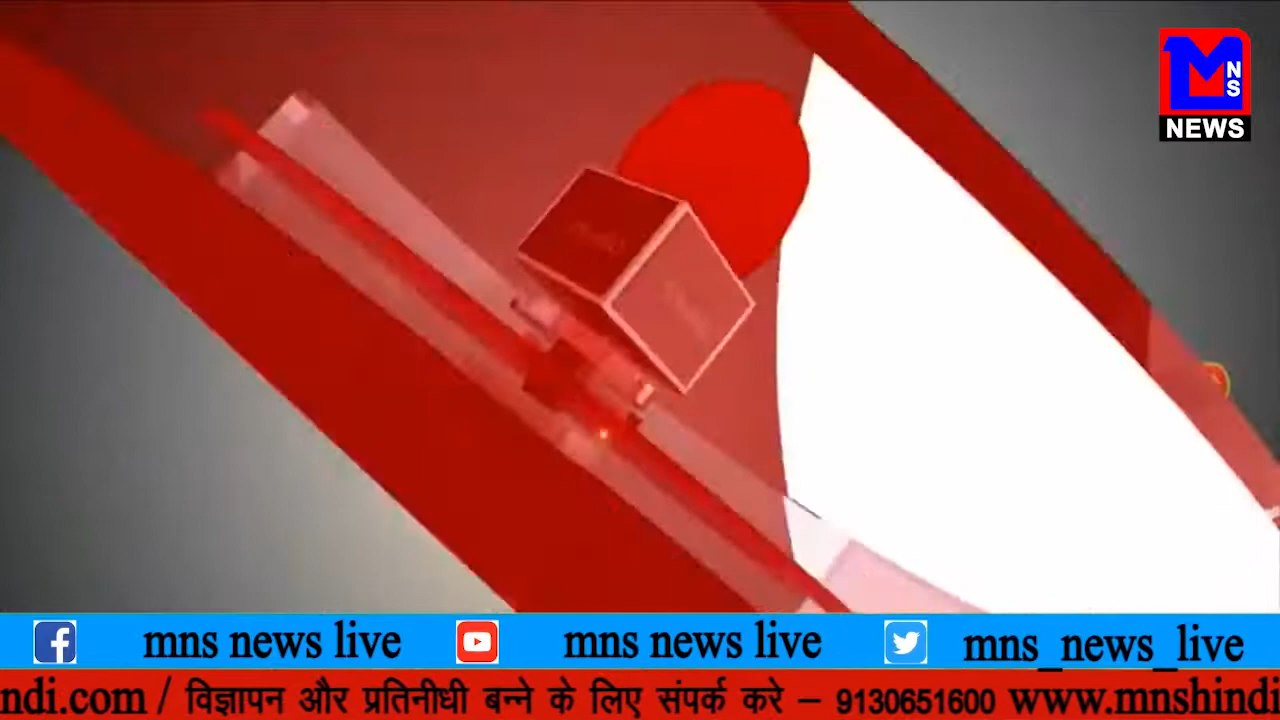 MNS
NEWS
mns news live mns news live mns_news_live
ndi.com / विज्ञापन और प्रतिनीधी बन्ने के लिए संपर्क करे – 9130651600 www.mnshindi